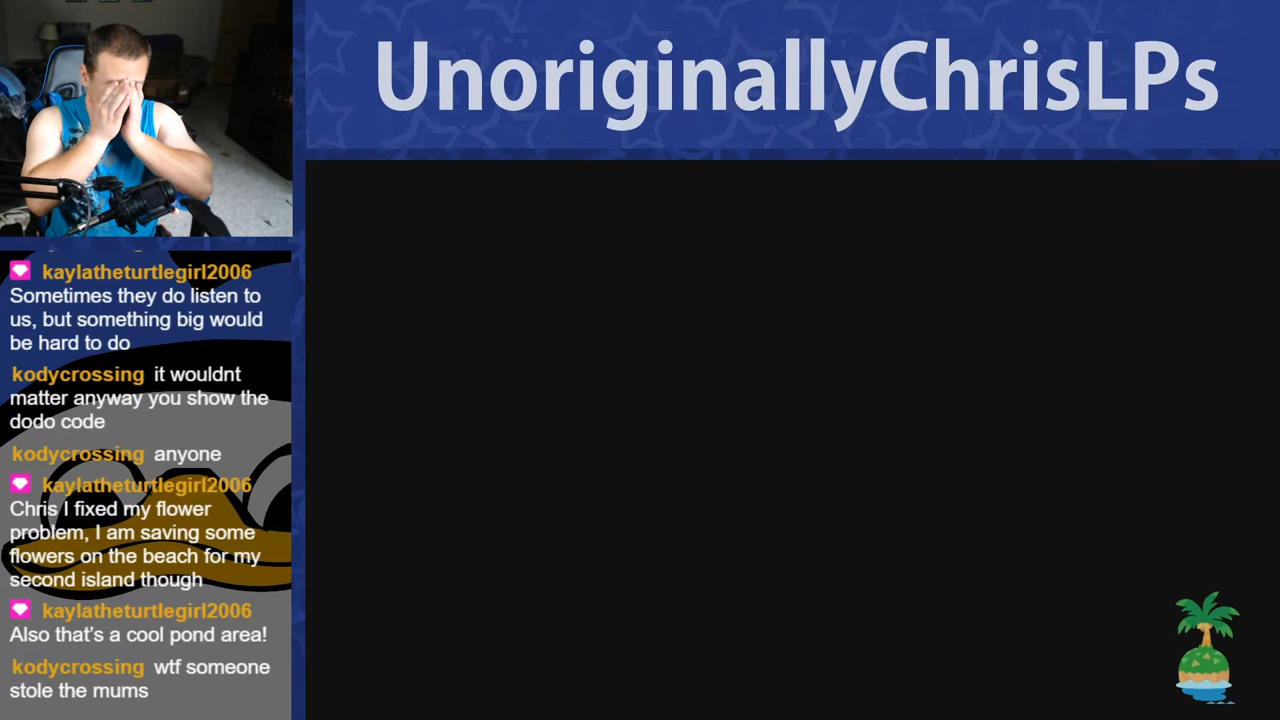 UnoriginallyChrisLPs
kaylatheturtlegirl2006
Sometimes they do listen to
us, but something big would
be hard to do
kodycrossing it wouldnt
matter anyway you show the
dodo code
kodycrossing anyone
kaylatheturtlegirl2006
Chris I fixed my flower
problem, I am saving some
flowers on the beach for my
second island though
kaylatheturtlegirl2006
Also that's a cool pond area!
kodycrossing wtf someone
stole the mums